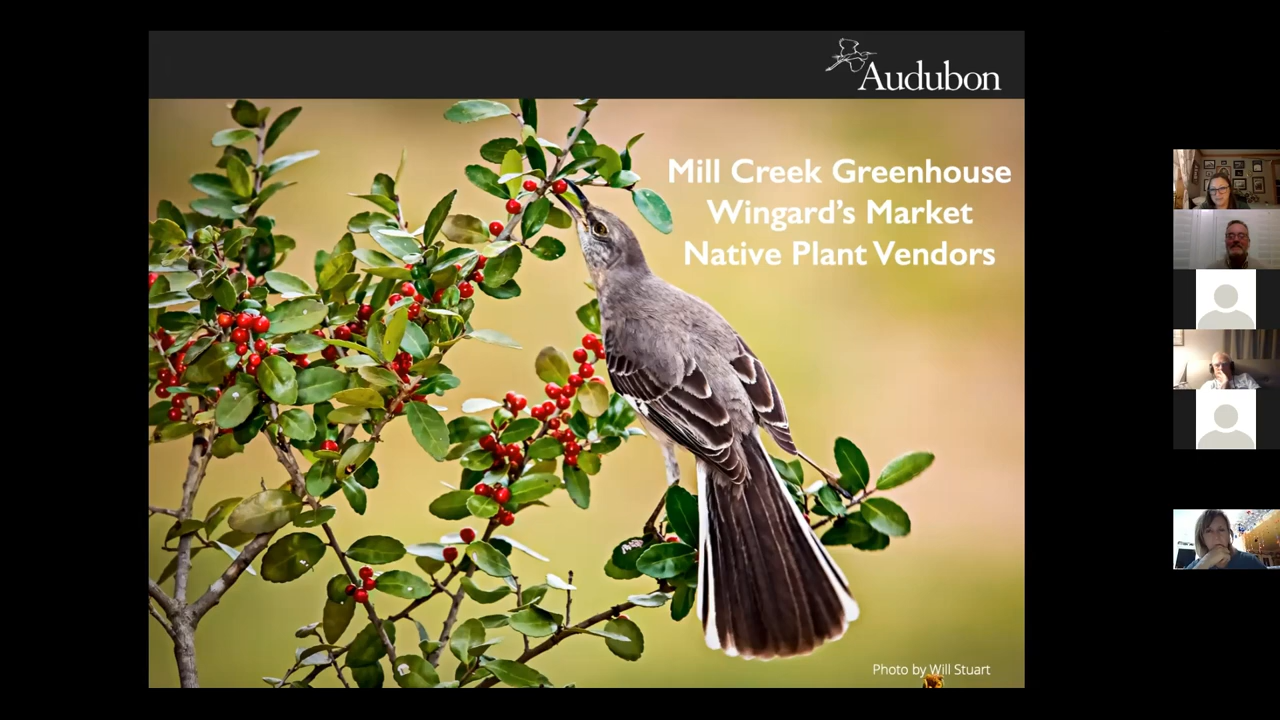 Audubon
Mill Creek Greenhouse
Wingard's Market
Native Plant Vendors
Photo by Will Stuart